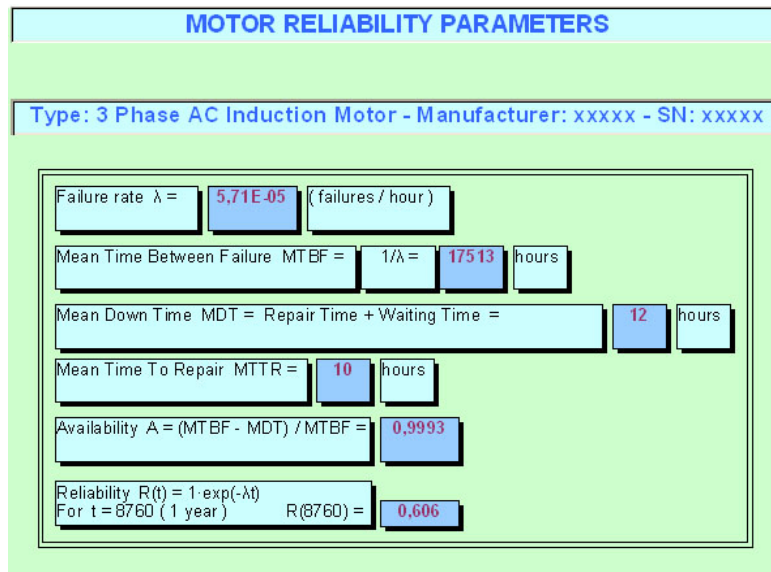 MOTOR RELIABILITY PARAMETERS
Type: 3 Phase AC Induction Motor - Manufacturer: xxxxx - SN: xxxxx
Failure rate λ = 5,71E-05 ( failures / hour )
Mean Time Between Failure MTBF = 1/λ = 17513 hours
Mean Down Time MDT = Repair Time + Waiting Time = 12 hours
Mean Time To Repair MTTR = 10 hours
Availability A = (MTBF - MDT) / MTBF = 0,9993
Reliability R(t) = 1·exp(-λt)
For t = 8760 ( 1 year ) R(8760) = 0,606